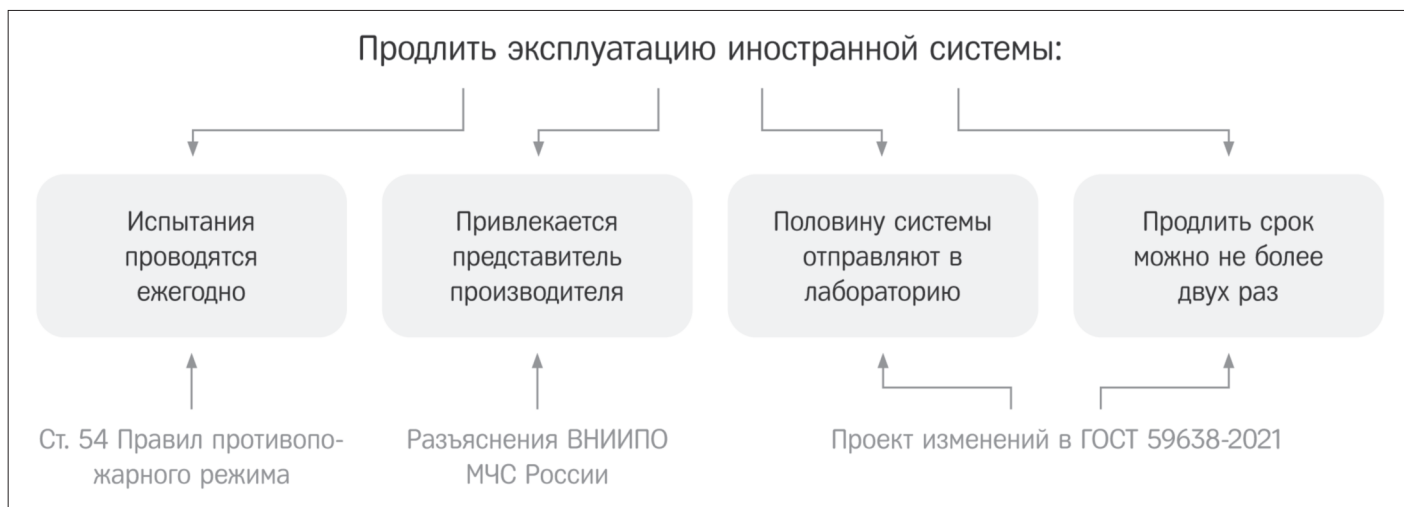 Продлить эксплуатацию иностранной системы:
Испытания
проводятся
ежегодно
Привлекается
представитель
производителя
Половину системы
отправляют в
лабораторию
Продлить срок
можно не более
двух раз
Ст. 54 Правил противопо-
жарного режима
Разъяснения ВНИИПО
МЧС России
Проект изменений в ГОСТ 59638-2021